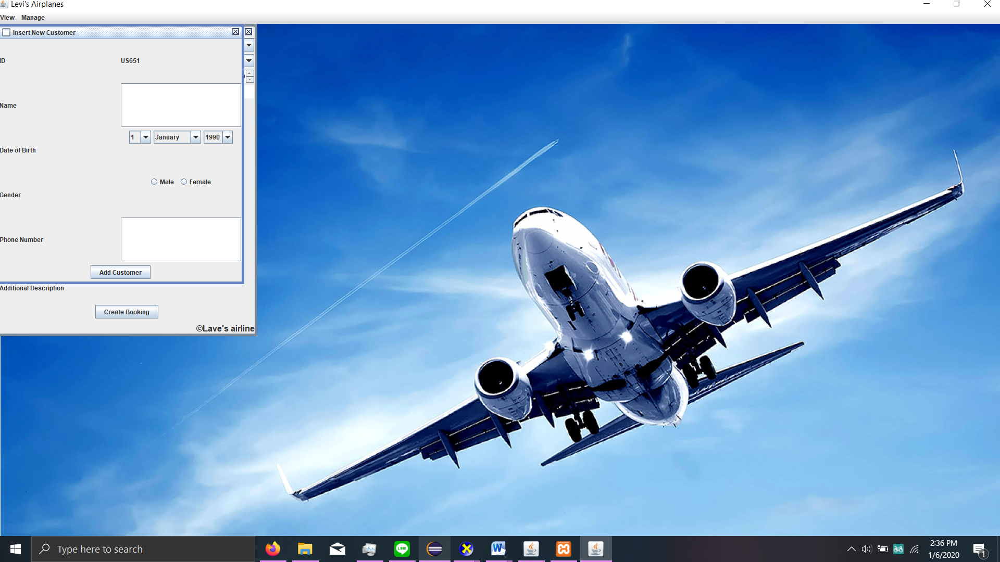 Levi's Airplanes
View Manage
Insert New Customer
ID US651
Name
1 January 1990
Date of Birth
Male Female
Gender
Phone Number
Add Customer
Additional Description
Create Booking
©Lave's airline
Type here to search
LINE
2:36 PM
1/6/2020
1